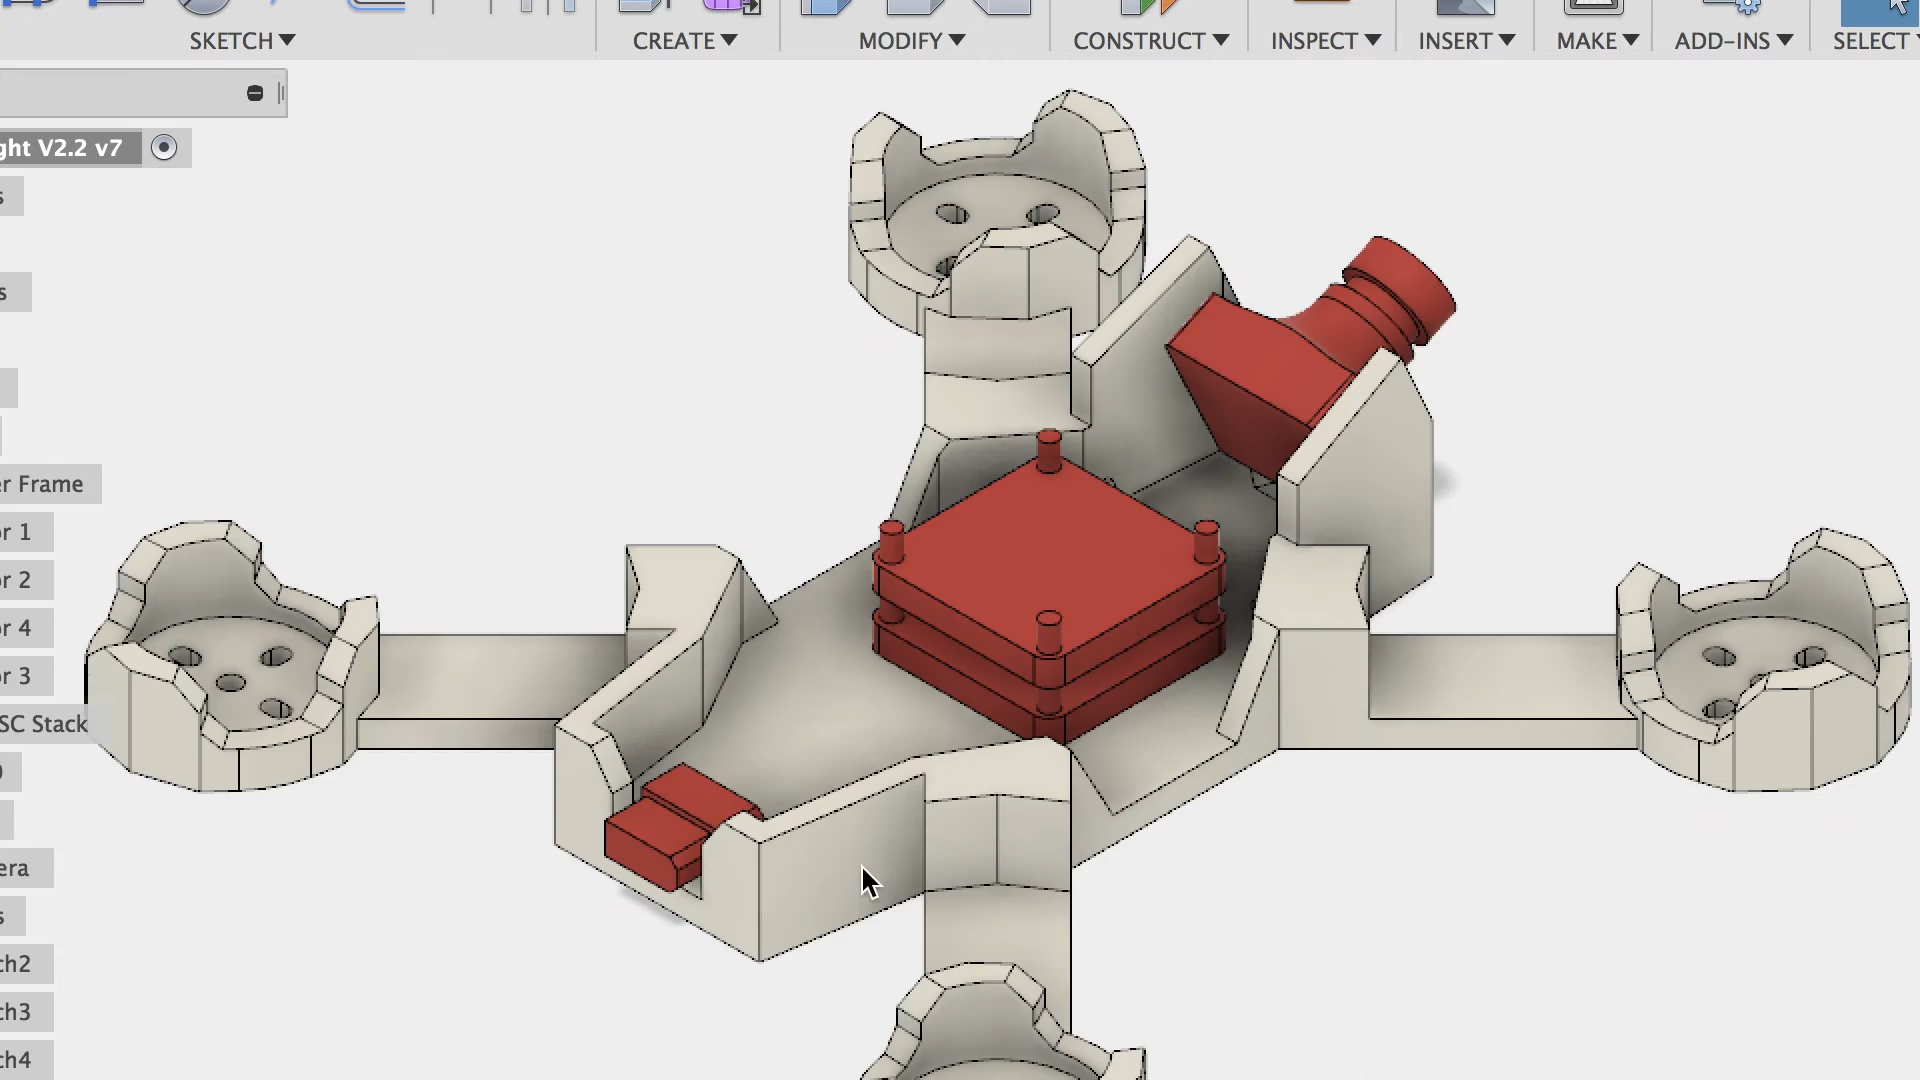 SKETCH CREATE MODIFY CONSTRUCT INSPECT INSERT MAKE ADD-INS SELECT
ght V2.2 v7
s
s
er Frame
or 1
or 2
or 4
or 3
SC Stack
era
s
ch2
ch3
ch4